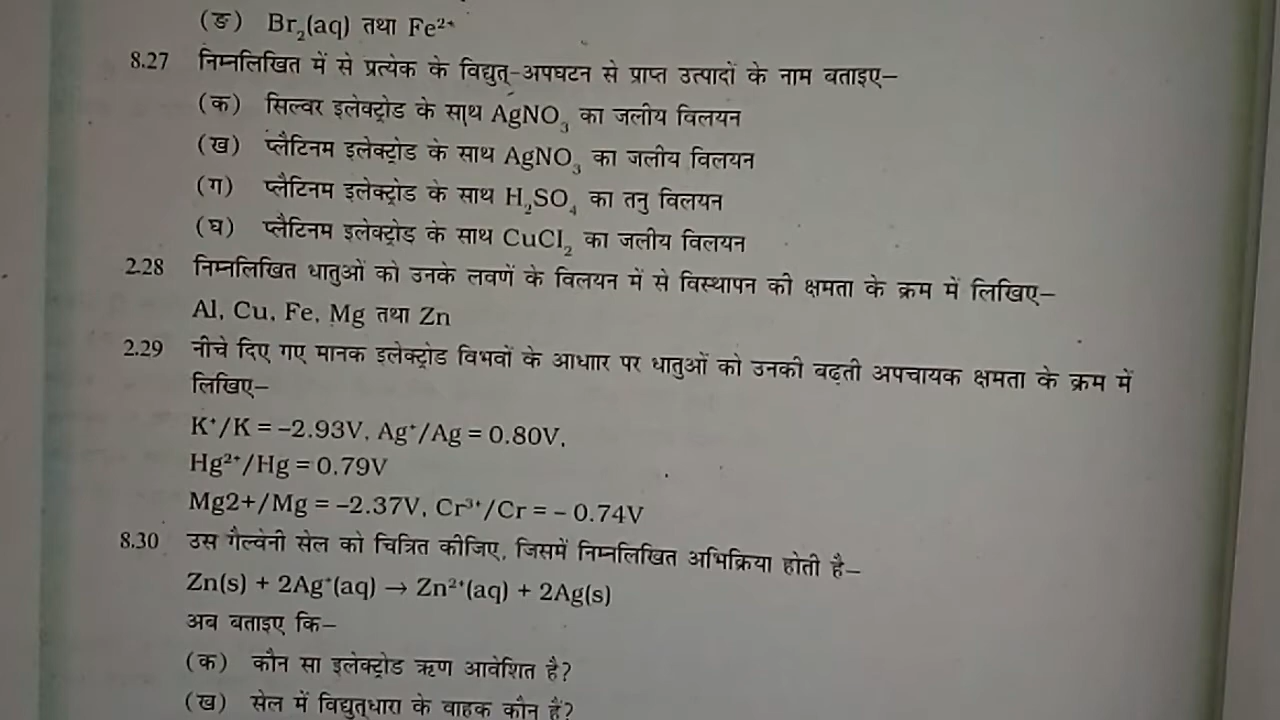 (ङ) Br₂(aq) तथा Fe²⁺
8.27 निम्नलिखित में से प्रत्येक के विद्युत्-अपघटन से प्राप्त उत्पादों के नाम बताइए–
(क) सिल्वर इलेक्ट्रोड के साथ AgNO₃ का जलीय विलयन
(ख) प्लैटिनम इलेक्ट्रोड के साथ AgNO₃ का जलीय विलयन
(ग) प्लैटिनम इलेक्ट्रोड के साथ H₂SO₄ का तनु विलयन
(घ) प्लैटिनम इलेक्ट्रोड के साथ CuCl₂ का जलीय विलयन
2.28 निम्नलिखित धातुओं को उनके लवणें के विलयन में से विस्थापन की क्षमता के क्रम में लिखिए–
Al, Cu, Fe, Mg तथा Zn
2.29 नीचे दिए गए मानक इलेक्ट्रोड विभवों के आधाार पर धातुओं को उनकी बढ़ती अपचायक क्षमता के क्रम में
लिखिए–
K⁺/K = –2.93V, Ag⁺/Ag = 0.80V,
Hg²⁺/Hg = 0.79V
Mg2+/Mg = –2.37V, Cr³⁺/Cr = – 0.74V
8.30 उस गैल्वेनी सेल को चित्रित कीजिए, जिसमें निम्नलिखित अभिक्रिया होती है–
Zn(s) + 2Ag⁺(aq) → Zn²⁺(aq) + 2Ag(s)
अब बताइए कि–
(क) कौन सा इलेक्ट्रोड ऋण आवेशित है?
(ख) सेल में विद्युत्धारा के वाहक कौन हैं?